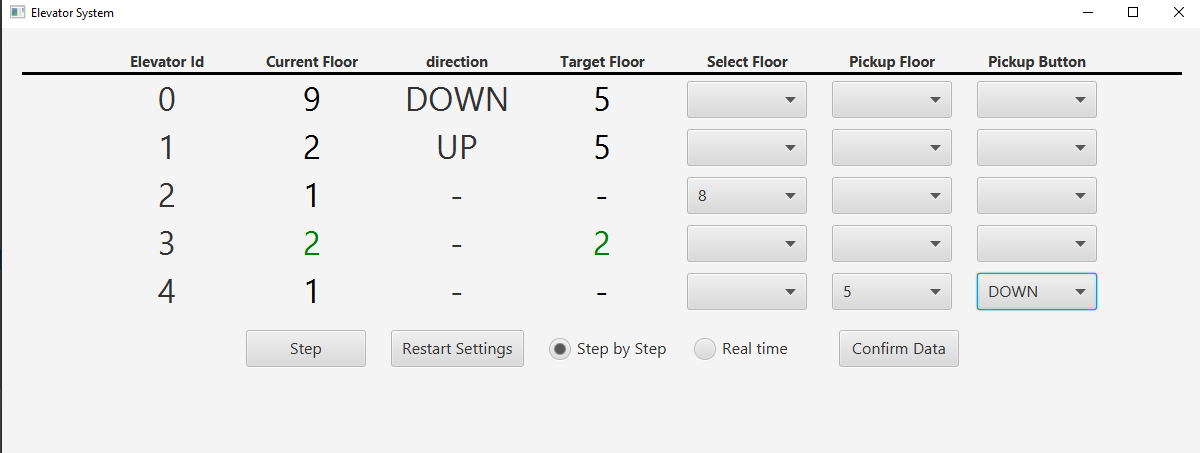 Elevator System
Elevator Id Current Floor direction Target Floor Select Floor Pickup Floor Pickup Button
0 9 DOWN 5
1 2 UP 5
2 1 - - 8
3 2 - 2
4 1 - - 5 DOWN
Step Restart Settings Step by Step Real time Confirm Data